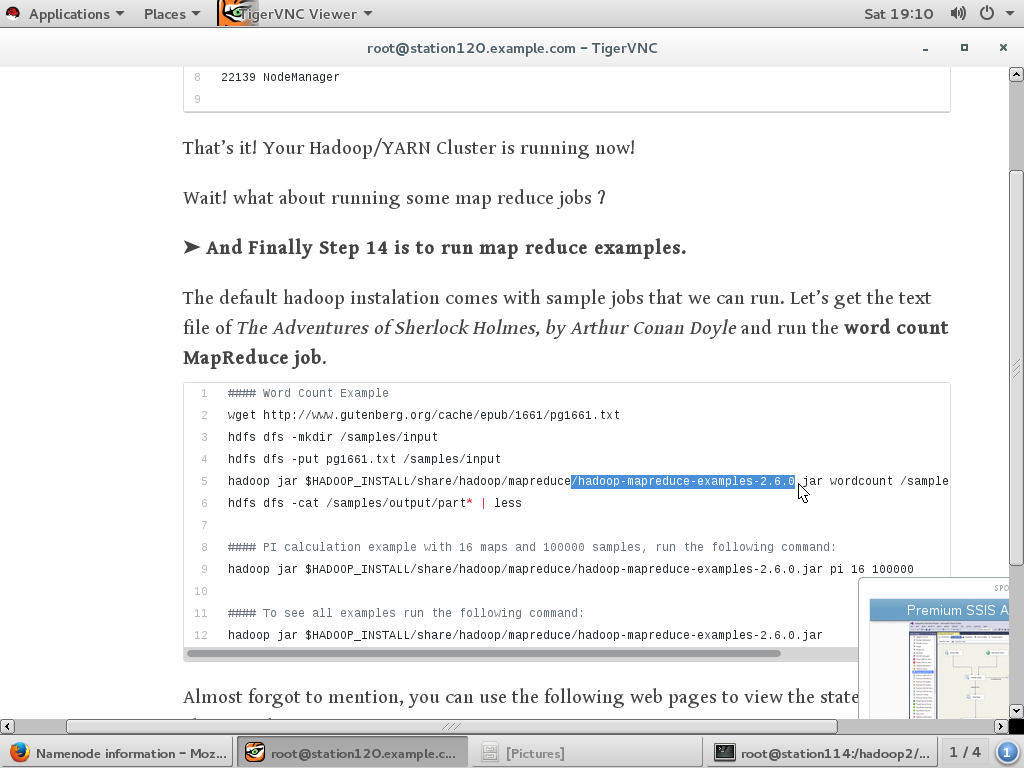 Applications Places TigerVNC Viewer Sat 19:10
root@station120.example.com – TigerVNC
8 22139 NodeManager
9
That's it! Your Hadoop/YARN Cluster is running now!
Wait! what about running some map reduce jobs ?
➤ And Finally Step 14 is to run map reduce examples.
The default hadoop instalation comes with sample jobs that we can run. Let's get the text
file of The Adventures of Sherlock Holmes, by Arthur Conan Doyle and run the word count
MapReduce job.
1 #### Word Count Example
2 wget http://www.gutenberg.org/cache/epub/1661/pg1661.txt
3 hdfs dfs -mkdir /samples/input
4 hdfs dfs -put pg1661.txt /samples/input
5 hadoop jar $HADOOP_INSTALL/share/hadoop/mapreduce/hadoop-mapreduce-examples-2.6.0.jar wordcount /sample
6 hdfs dfs -cat /samples/output/part* | less
7
8 #### PI calculation example with 16 maps and 100000 samples, run the following command:
9 hadoop jar $HADOOP_INSTALL/share/hadoop/mapreduce/hadoop-mapreduce-examples-2.6.0.jar pi 16 100000
10
11 #### To see all examples run the following command:
12 hadoop jar $HADOOP_INSTALL/share/hadoop/mapreduce/hadoop-mapreduce-examples-2.6.0.jar
SPO
Premium SSIS A
Almost forgot to mention, you can use the following web pages to view the state
Namenode information – Moz... root@station120.example.c... [Pictures] root@station114:/hadoop2/... 1 / 4 1